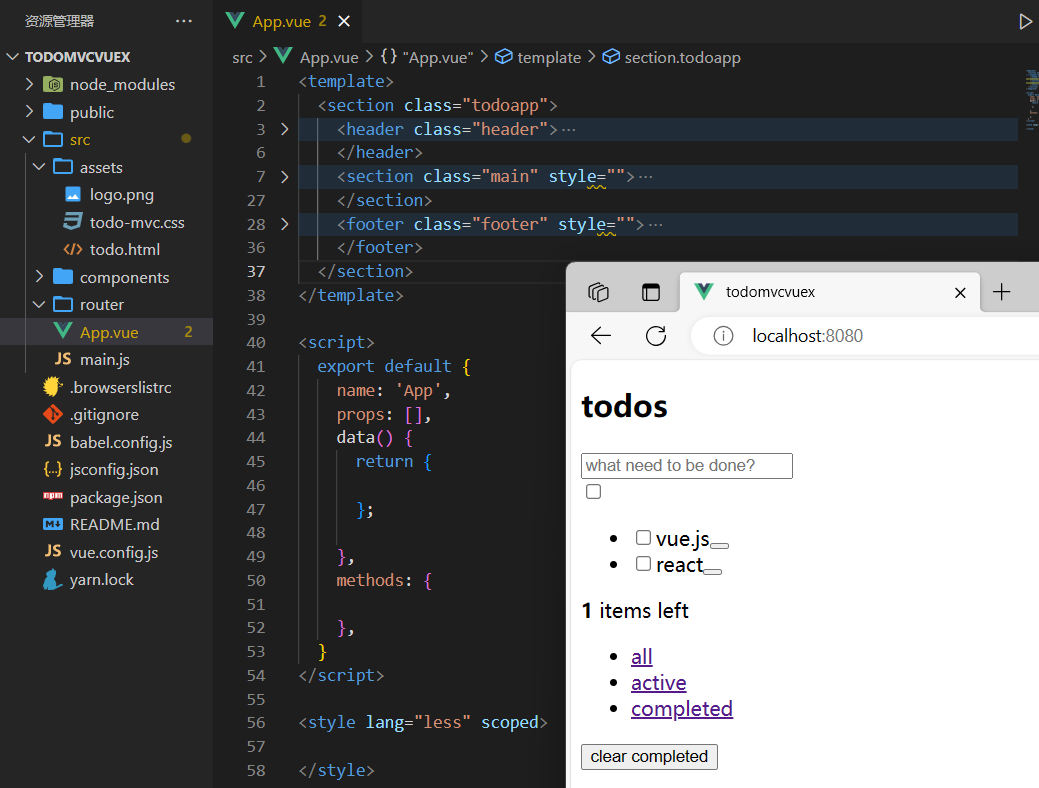 资源管理器 ···
TODOMVCVUEX
node_modules
public
src
assets
logo.png
todo-mvc.css
todo.html
components
router
App.vue 2
JS main.js
.browserslistrc
.gitignore
JS babel.config.js
{..} jsconfig.json
npm package.json
M↓ README.md
JS vue.config.js
yarn.lock
App.vue 2
src > App.vue > {} "App.vue" > template > section.todoapp
1 <template>
2 <section class="todoapp">
3 <header class="header">···
6 </header>
7 <section class="main" style="">···
27 </section>
28 <footer class="footer" style="">···
36 </footer>
37 </section>
38 </template>
39
40 <script>
41 export default {
42 name: 'App',
43 props: [],
44 data() {
45 return {
46
47 };
48
49 },
50 methods: {
51
52 },
53 }
54 </script>
55
56 <style lang="less" scoped>
57
58 </style>
todomvcvuex
localhost:8080
todos
what need to be done?
vue.js
react
1 items left
all
active
completed
clear completed